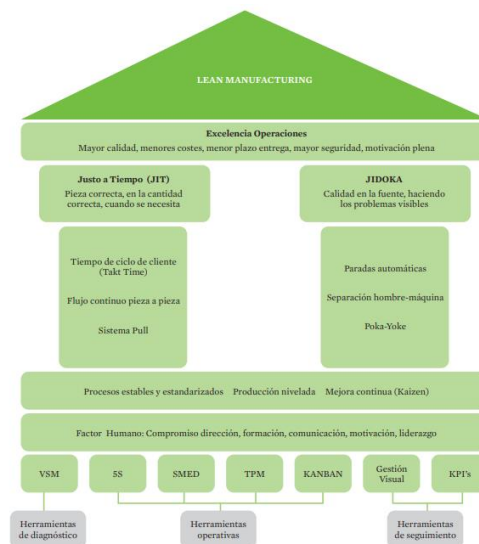 LEAN MANUFACTURING
Excelencia Operaciones
Mayor calidad, menores costes, menor plazo entrega, mayor seguridad, motivación plena
Justo a Tiempo (JIT)
Pieza correcta, en la cantidad
correcta, cuando se necesita
JIDOKA
Calidad en la fuente, haciendo
los problemas visibles
Tiempo de ciclo de cliente
(Takt Time)
Flujo continuo pieza a pieza
Sistema Pull
Paradas automáticas
Separación hombre-máquina
Poka-Yoke
Procesos estables y estandarizados Producción nivelada Mejora continua (Kaizen)
Factor Humano: Compromiso dirección, formación, comunicación, motivación, liderazgo
VSM
5S
SMED
TPM
KANBAN
Gestión
Visual
KPI's
Herramientas
de diagnóstico
Herramientas
operativas
Herramientas
de seguimiento